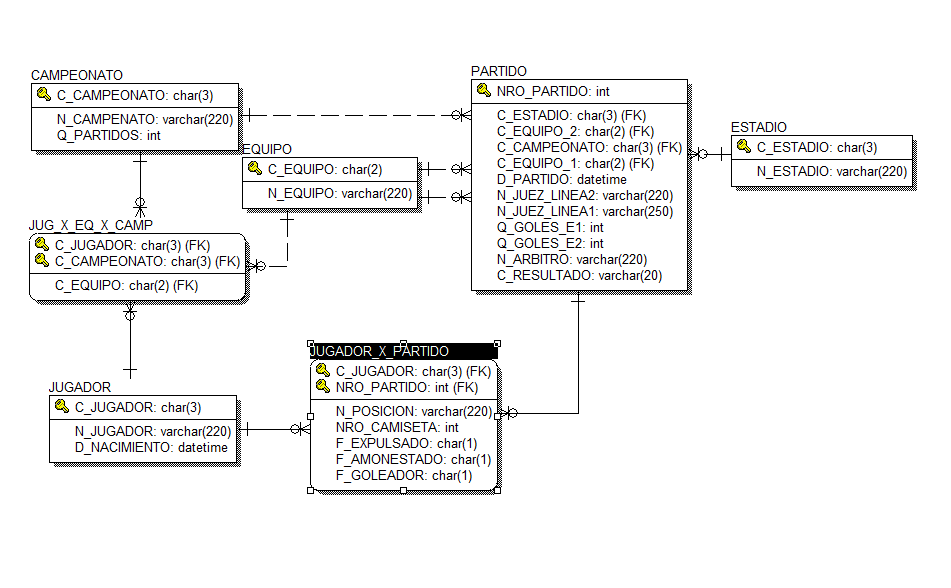 CAMPEONATO
C_CAMPEONATO: char(3)
N_CAMPENATO: varchar(220)
Q_PARTIDOS: int
EQUIPO
C_EQUIPO: char(2)
N_EQUIPO: varchar(220)
PARTIDO
NRO_PARTIDO: int
C_ESTADIO: char(3) (FK)
C_EQUIPO_2: char(2) (FK)
C_CAMPEONATO: char(3) (FK)
C_EQUIPO_1: char(2) (FK)
D_PARTIDO: datetime
N_JUEZ_LINEA2: varchar(220)
N_JUEZ_LINEA1: varchar(250)
Q_GOLES_E1: int
Q_GOLES_E2: int
N_ARBITRO: varchar(220)
C_RESULTADO: varchar(20)
ESTADIO
C_ESTADIO: char(3)
N_ESTADIO: varchar(220)
JUG_X_EQ_X_CAMP
C_JUGADOR: char(3) (FK)
C_CAMPEONATO: char(3) (FK)
C_EQUIPO: char(2) (FK)
JUGADOR
C_JUGADOR: char(3)
N_JUGADOR: varchar(220)
D_NACIMIENTO: datetime
JUGADOR_X_PARTIDO
C_JUGADOR: char(3) (FK)
NRO_PARTIDO: int (FK)
N_POSICION: varchar(220)
NRO_CAMISETA: int
F_EXPULSADO: char(1)
F_AMONESTADO: char(1)
F_GOLEADOR: char(1)